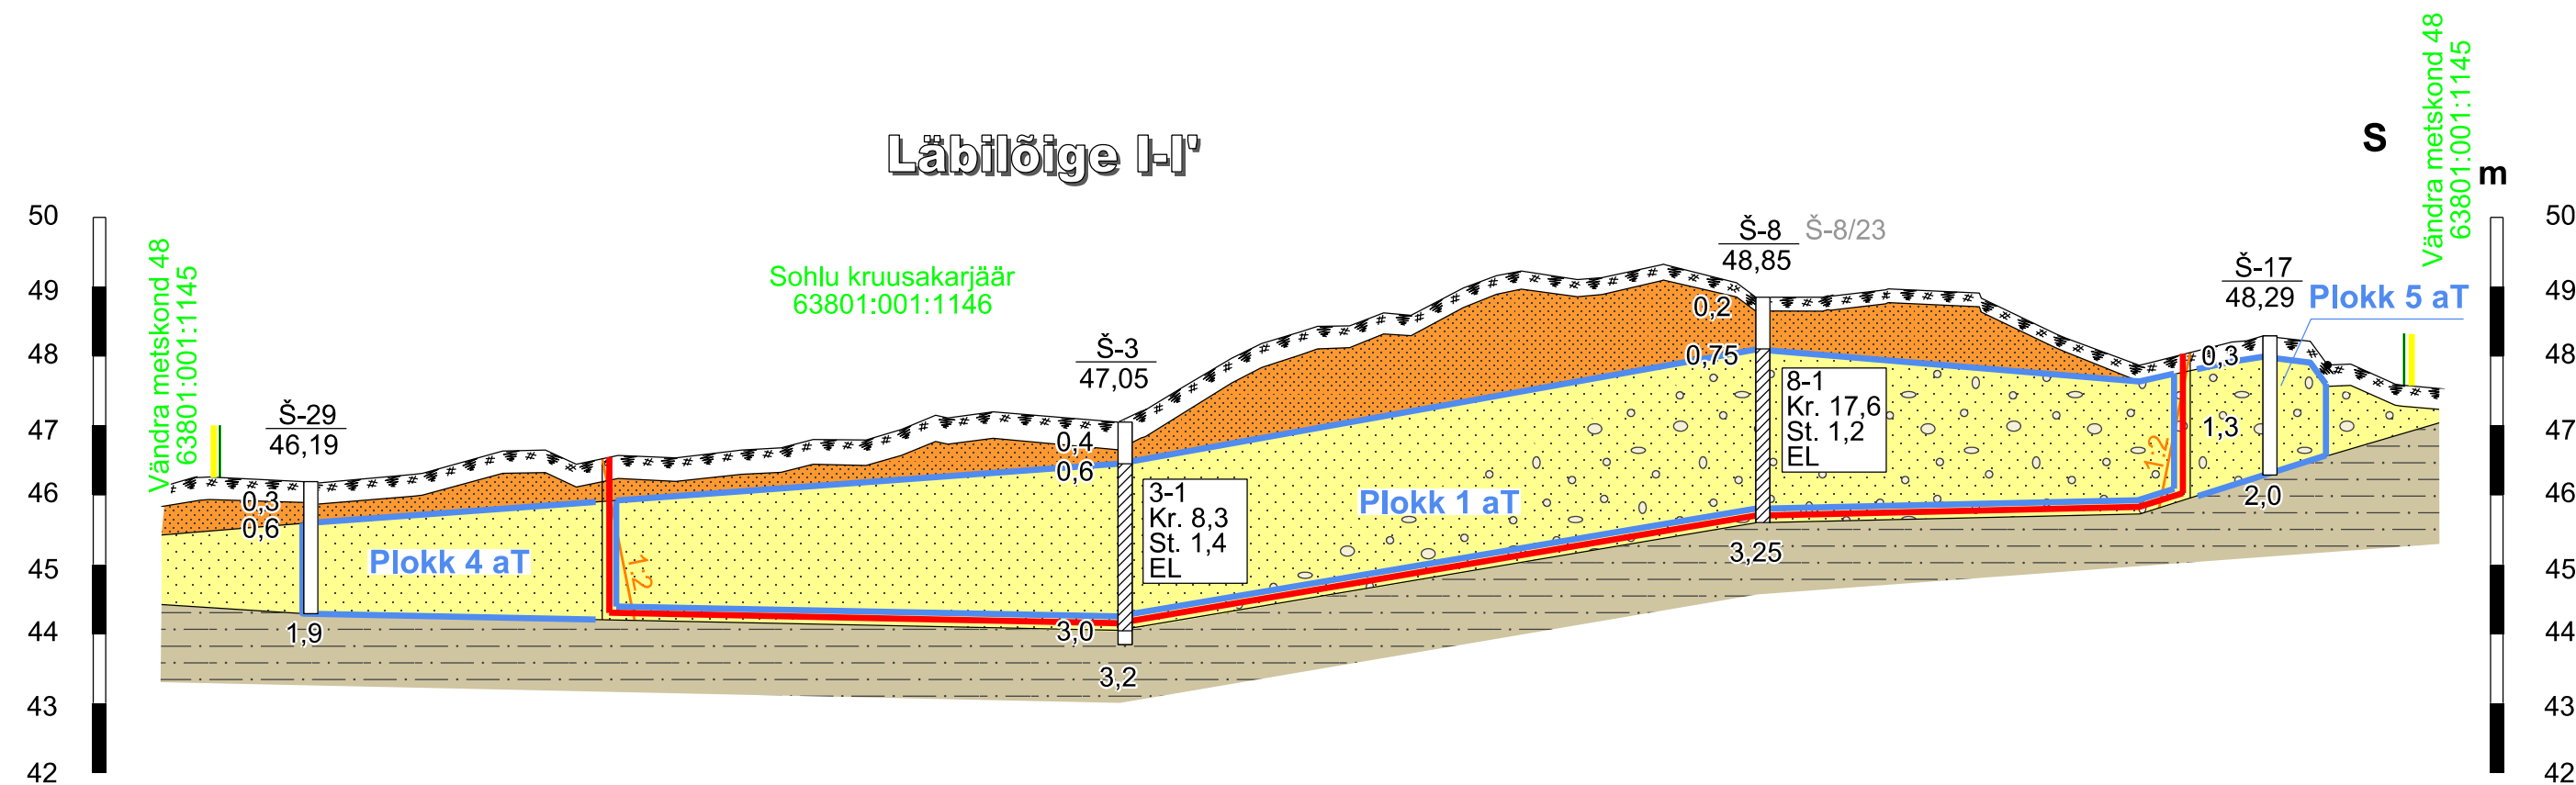 Läbilõige I-I'
S
m
Vändra metskond 48
63801:001:1145
Vändra metskond 48
63801:001:1145
Sohlu kruusakarjäär
63801:001:1146
50
49
48
47
46
45
44
43
42
Š-29
46,19
0,3
0,6
1,9
Plokk 4 aT
1:2
Š-3
47,05
0,4
0,6
3,0
3,2
3-1
Kr. 8,3
St. 1,4
EL
Plokk 1 aT
Š-8 Š-8/23
48,85
0,2
0,75
3,25
8-1
Kr. 17,6
St. 1,2
EL
1:2
Š-17
48,29
0,3
1,3
2,0
Plokk 5 aT
50
49
48
47
46
45
44
43
42